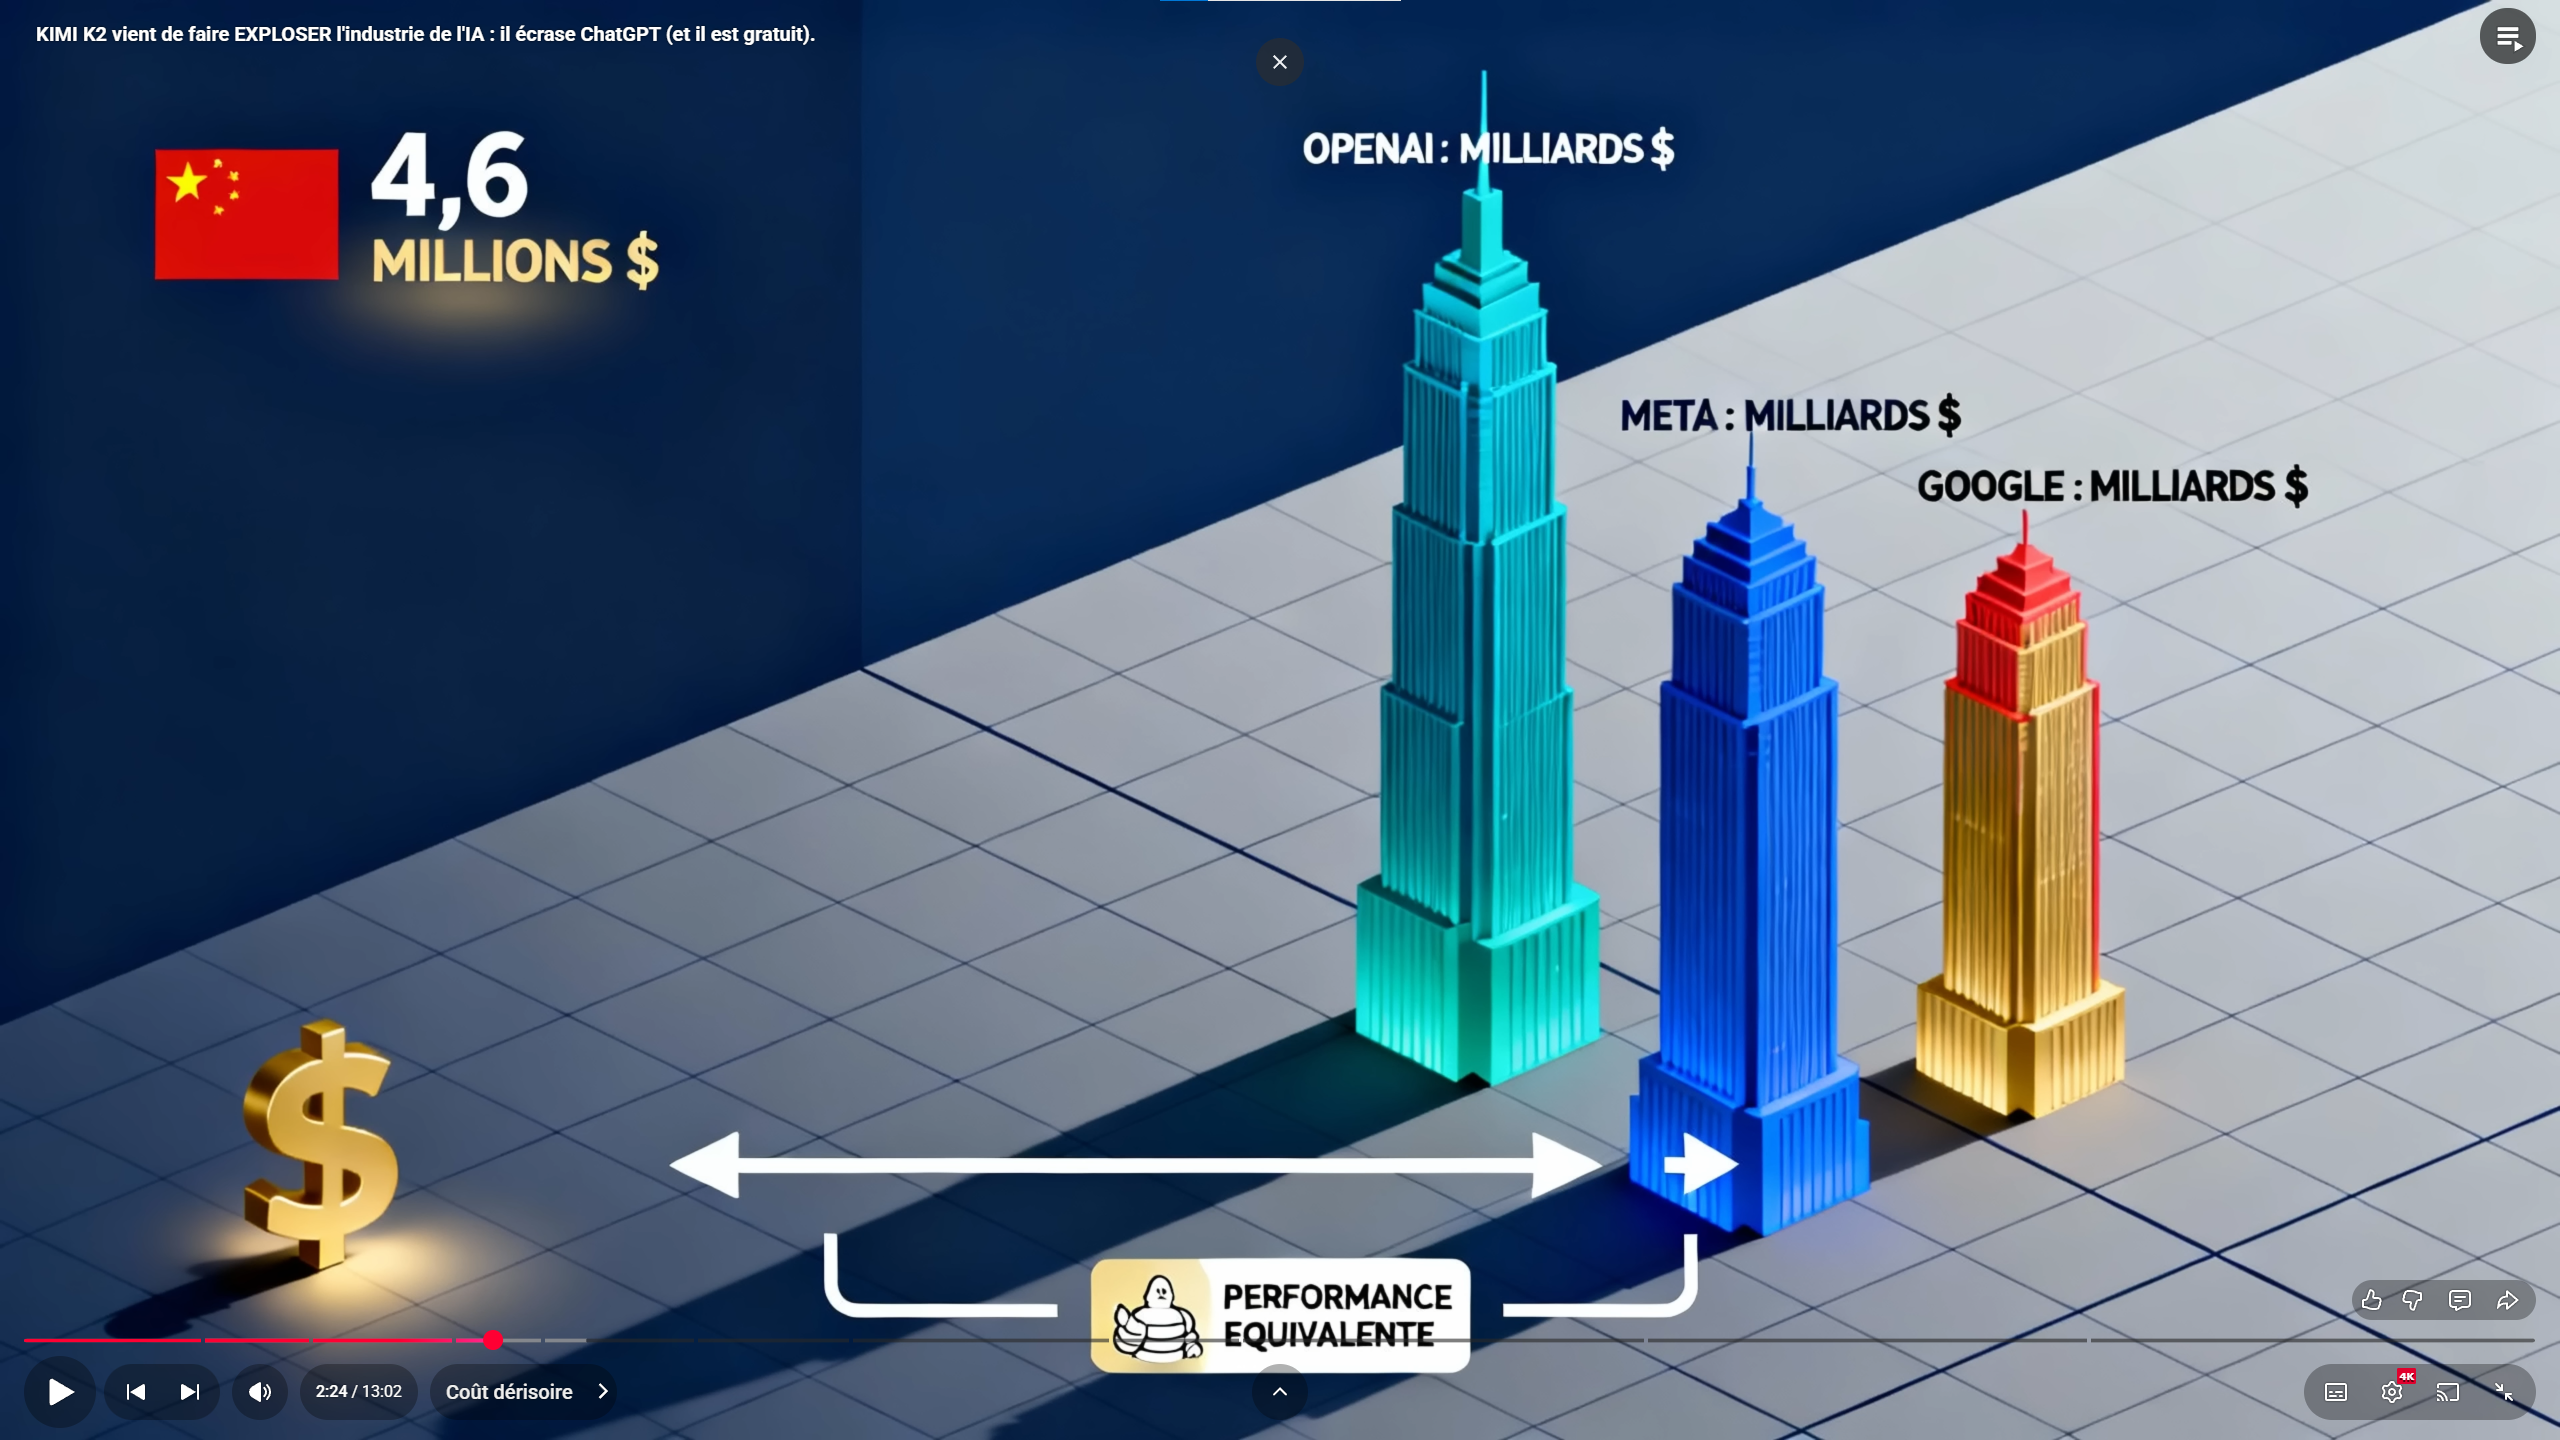 KIMI K2 vient de faire EXPLOSER l'industrie de l'IA : il écrase ChatGPT (et il est gratuit).
4,6
MILLIONS $
OPENAI : MILLIARDS $
META : MILLIARDS $
GOOGLE : MILLIARDS $
PERFORMANCE
EQUIVALENTE
2:24 / 13:02
Coût dérisoire
4K